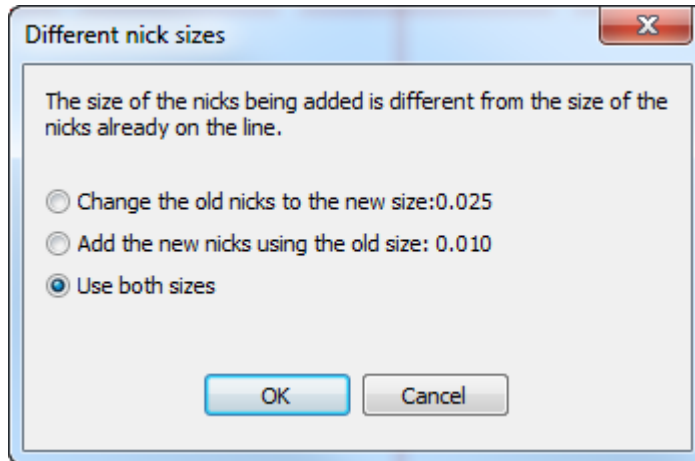 Different nick sizes
The size of the nicks being added is different from the size of the
nicks already on the line.
Change the old nicks to the new size:0.025
Add the new nicks using the old size: 0.010
Use both sizes
OK
Cancel